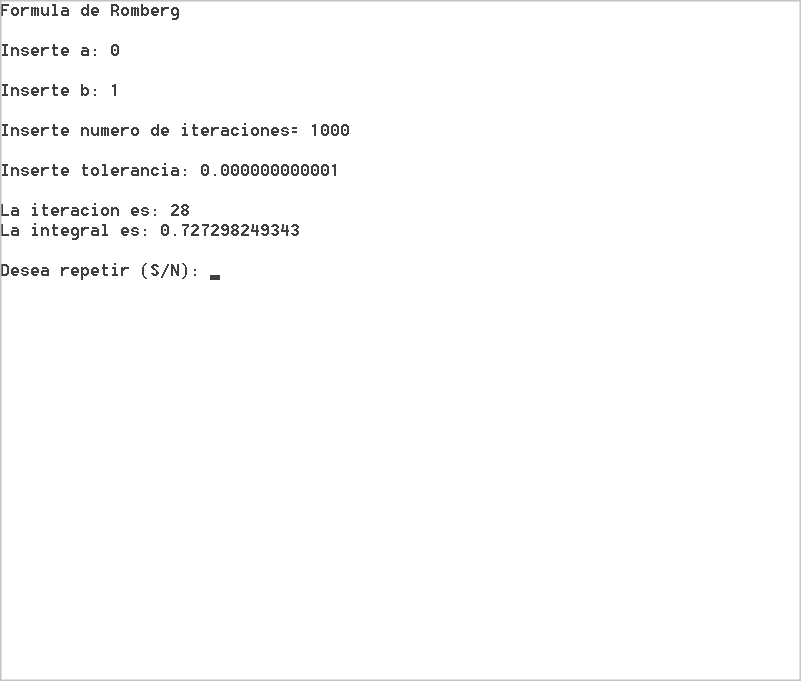 Formula de Romberg
Inserte a: 0
Inserte b: 1
Inserte numero de iteraciones= 1000
Inserte tolerancia: 0.000000000001
La iteracion es: 28
La integral es: 0.727298249343
Desea repetir (S/N): _